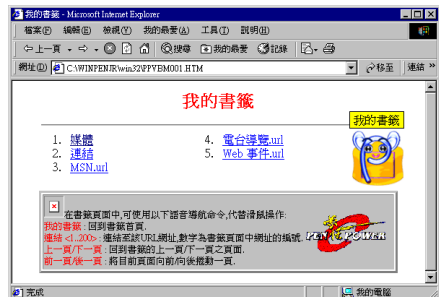 我的書籤 - Microsoft Internet Explorer
檔案(F) 編輯(E) 檢視(V) 我的最愛(A) 工具(T) 說明(H)
上一頁 搜尋 我的最愛 記錄
網址(D) C:\WINPENJR\win32\PPVBM001.HTM 移至 連結 »
我的書籤
我的書籤
1. 媒體
2. 連結
3. MSN.url
4. 電台導覽.url
5. Web 事件.url
在書籤頁面中,可使用以下語音導航命令,代替滑鼠操作:
我的書籤 : 回到書籤首頁.
連結 <1..200> : 連結至該URL網址,數字為書籤頁面中網址的編號.
上一頁/下一頁 : 回到書籤的上一頁/下一頁之頁面.
前一頁/後一頁 : 將目前頁面向前/向後捲動一頁.
PENPOWER
完成 我的電腦